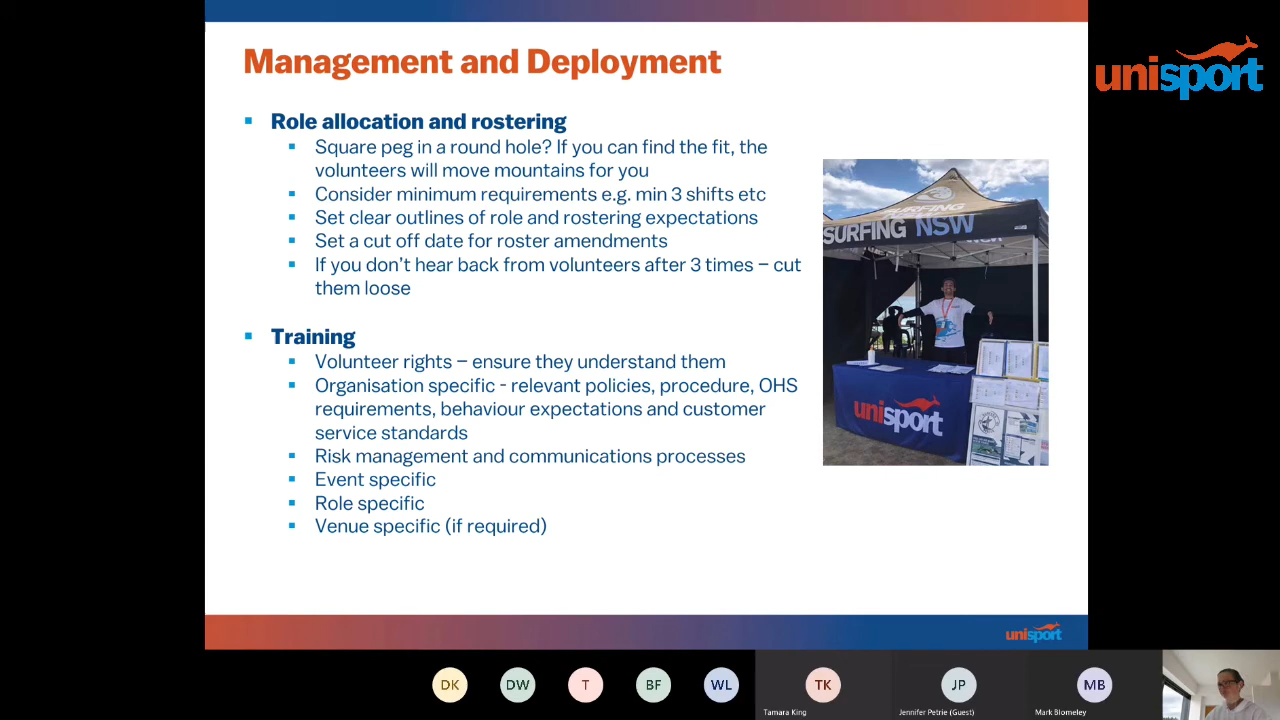 Management and Deployment
unisport
Role allocation and rostering
Square peg in a round hole? If you can find the fit, the
volunteers will move mountains for you
Consider minimum requirements e.g. min 3 shifts etc
Set clear outlines of role and rostering expectations
Set a cut off date for roster amendments
If you don't hear back from volunteers after 3 times – cut
them loose
Training
Volunteer rights – ensure they understand them
Organisation specific - relevant policies, procedure, OHS
requirements, behaviour expectations and customer
service standards
Risk management and communications processes
Event specific
Role specific
Venue specific (if required)
SURFING NSW
SURFING NSW
unisport
unisport
DK
DW
T
BF
WL
TK
JP
MB
Tamara King
Jennifer Petrie (Guest)
Mark Blomeley